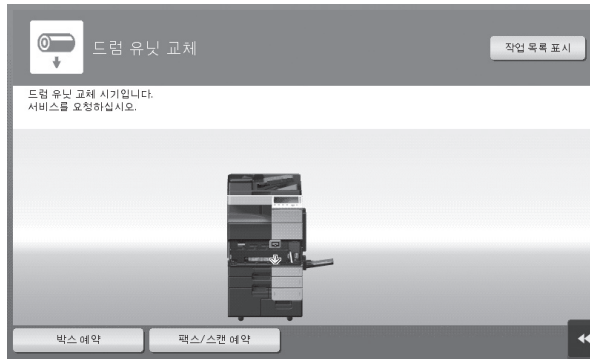 드럼 유닛 교체
작업 목록 표시
드럼 유닛 교체 시기입니다.
서비스를 요청하십시오.
박스 예약
팩스/스캔 예약